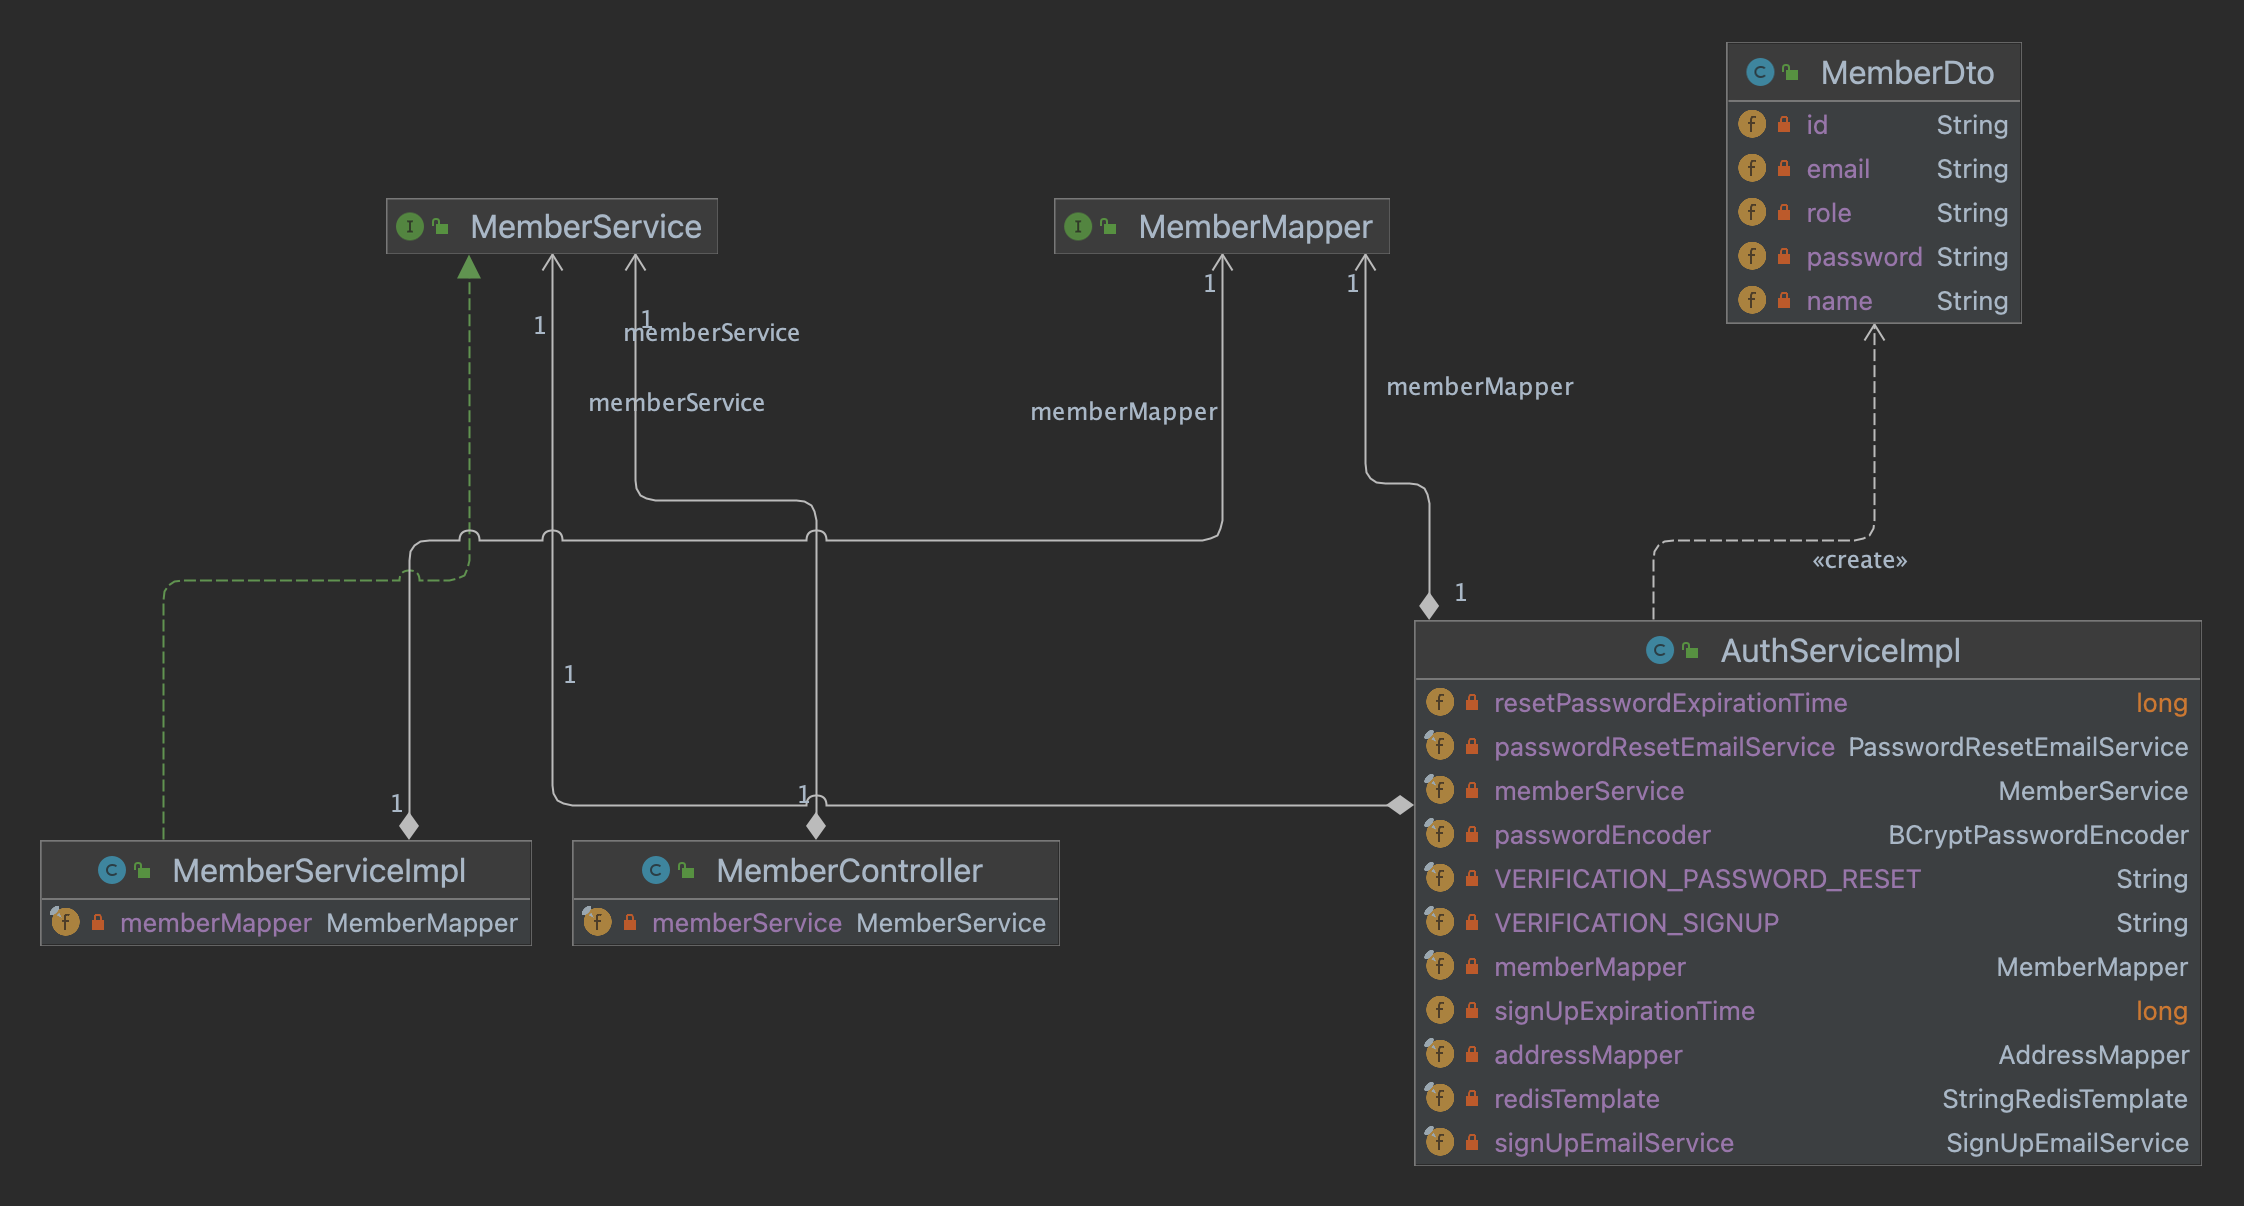 MemberDto
id String
email String
role String
password String
name String
MemberService
MemberMapper
1
1
1
1
memberService
memberService
memberMapper
memberMapper
«create»
1
1
1
1
AuthServiceImpl
resetPasswordExpirationTime long
passwordResetEmailService PasswordResetEmailService
memberService MemberService
passwordEncoder BCryptPasswordEncoder
VERIFICATION_PASSWORD_RESET String
VERIFICATION_SIGNUP String
memberMapper MemberMapper
signUpExpirationTime long
addressMapper AddressMapper
redisTemplate StringRedisTemplate
signUpEmailService SignUpEmailService
MemberServiceImpl
memberMapper MemberMapper
MemberController
memberService MemberService